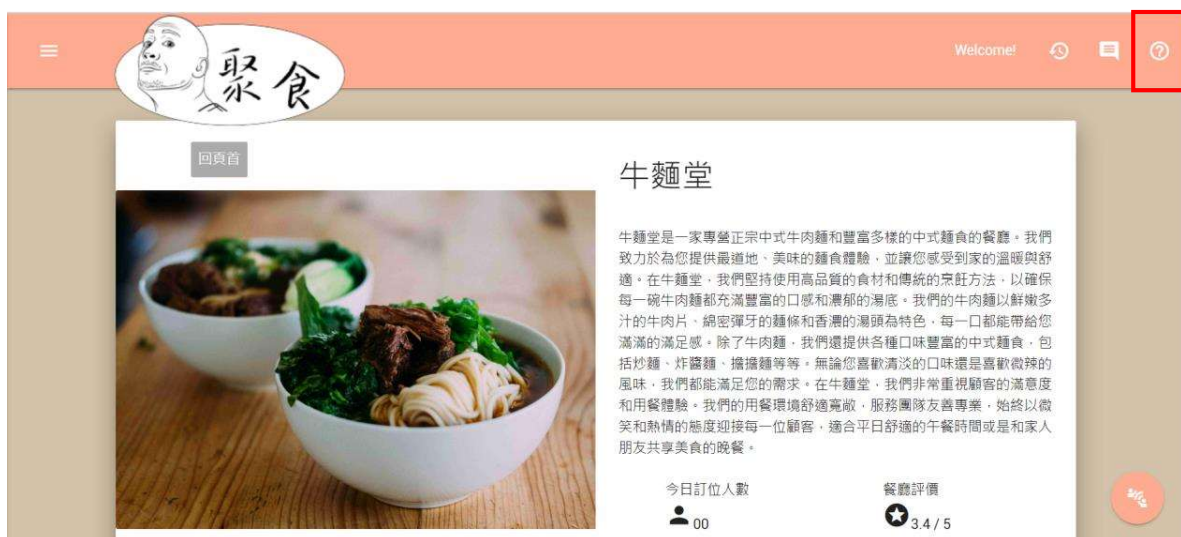 聚食
Welcome!
回頁首
牛麵堂
牛麵堂是一家專營正宗中式牛肉麵和豐富多樣的中式麵食的餐廳。我們
致力於為您提供最道地、美味的麵食體驗，並讓您感受到家的溫暖與舒
適。在牛麵堂，我們堅持使用高品質的食材和傳統的烹飪方法，以確保
每一碗牛肉麵都充滿豐富的口感和濃郁的湯底。我們的牛肉麵以鮮嫩多
汁的牛肉片、綿密彈牙的麵條和香濃的湯頭為特色，每一口都能帶給您
滿滿的滿足感。除了牛肉麵，我們還提供各種口味豐富的中式麵食，包
括炒麵、炸醬麵、擔擔麵等等。無論您喜歡清淡的口味還是喜歡微辣的
風味，我們都能滿足您的需求。在牛麵堂，我們非常重視顧客的滿意度
和用餐體驗。我們的用餐環境舒適寬敞，服務團隊友善專業，始終以微
笑和熱情的態度迎接每一位顧客，適合平日舒適的午餐時間或是和家人
朋友共享美食的晚餐。
今日訂位人數
餐廳評價
00
3.4 / 5